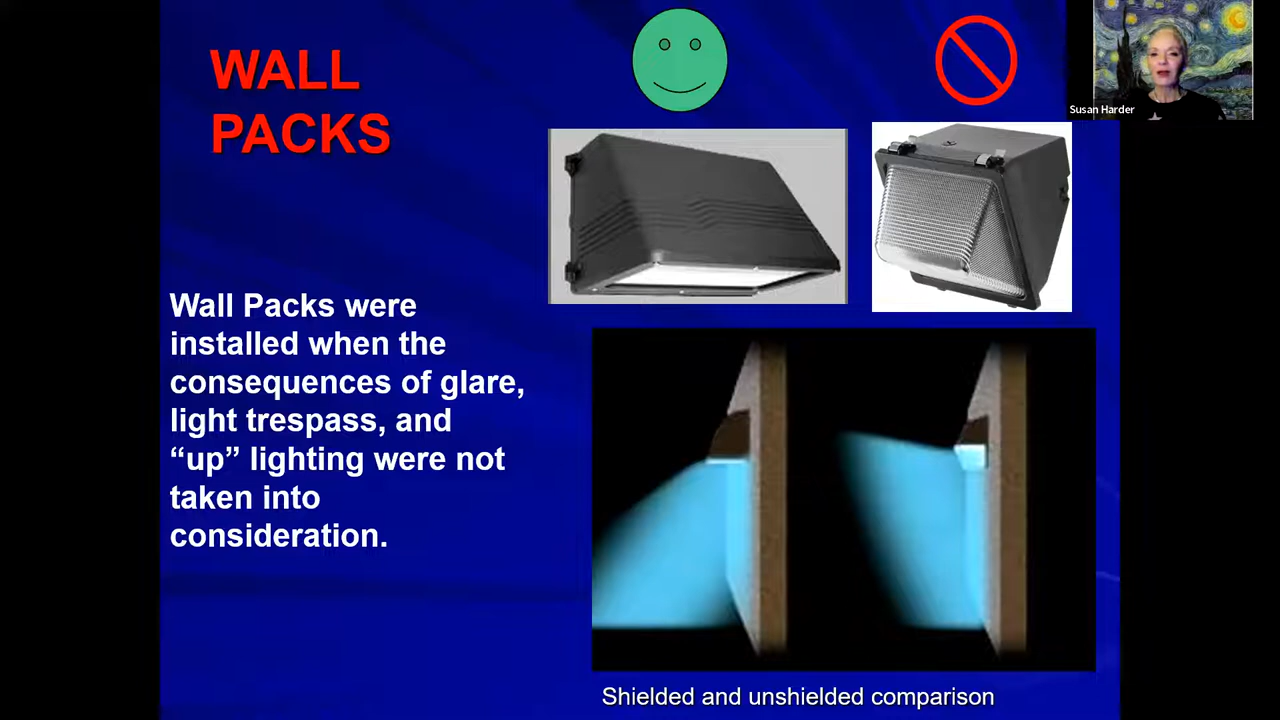 WALL
PACKS
Susan Harder
Wall Packs were
installed when the
consequences of glare,
light trespass, and
“up” lighting were not
taken into
consideration.
Shielded and unshielded comparison